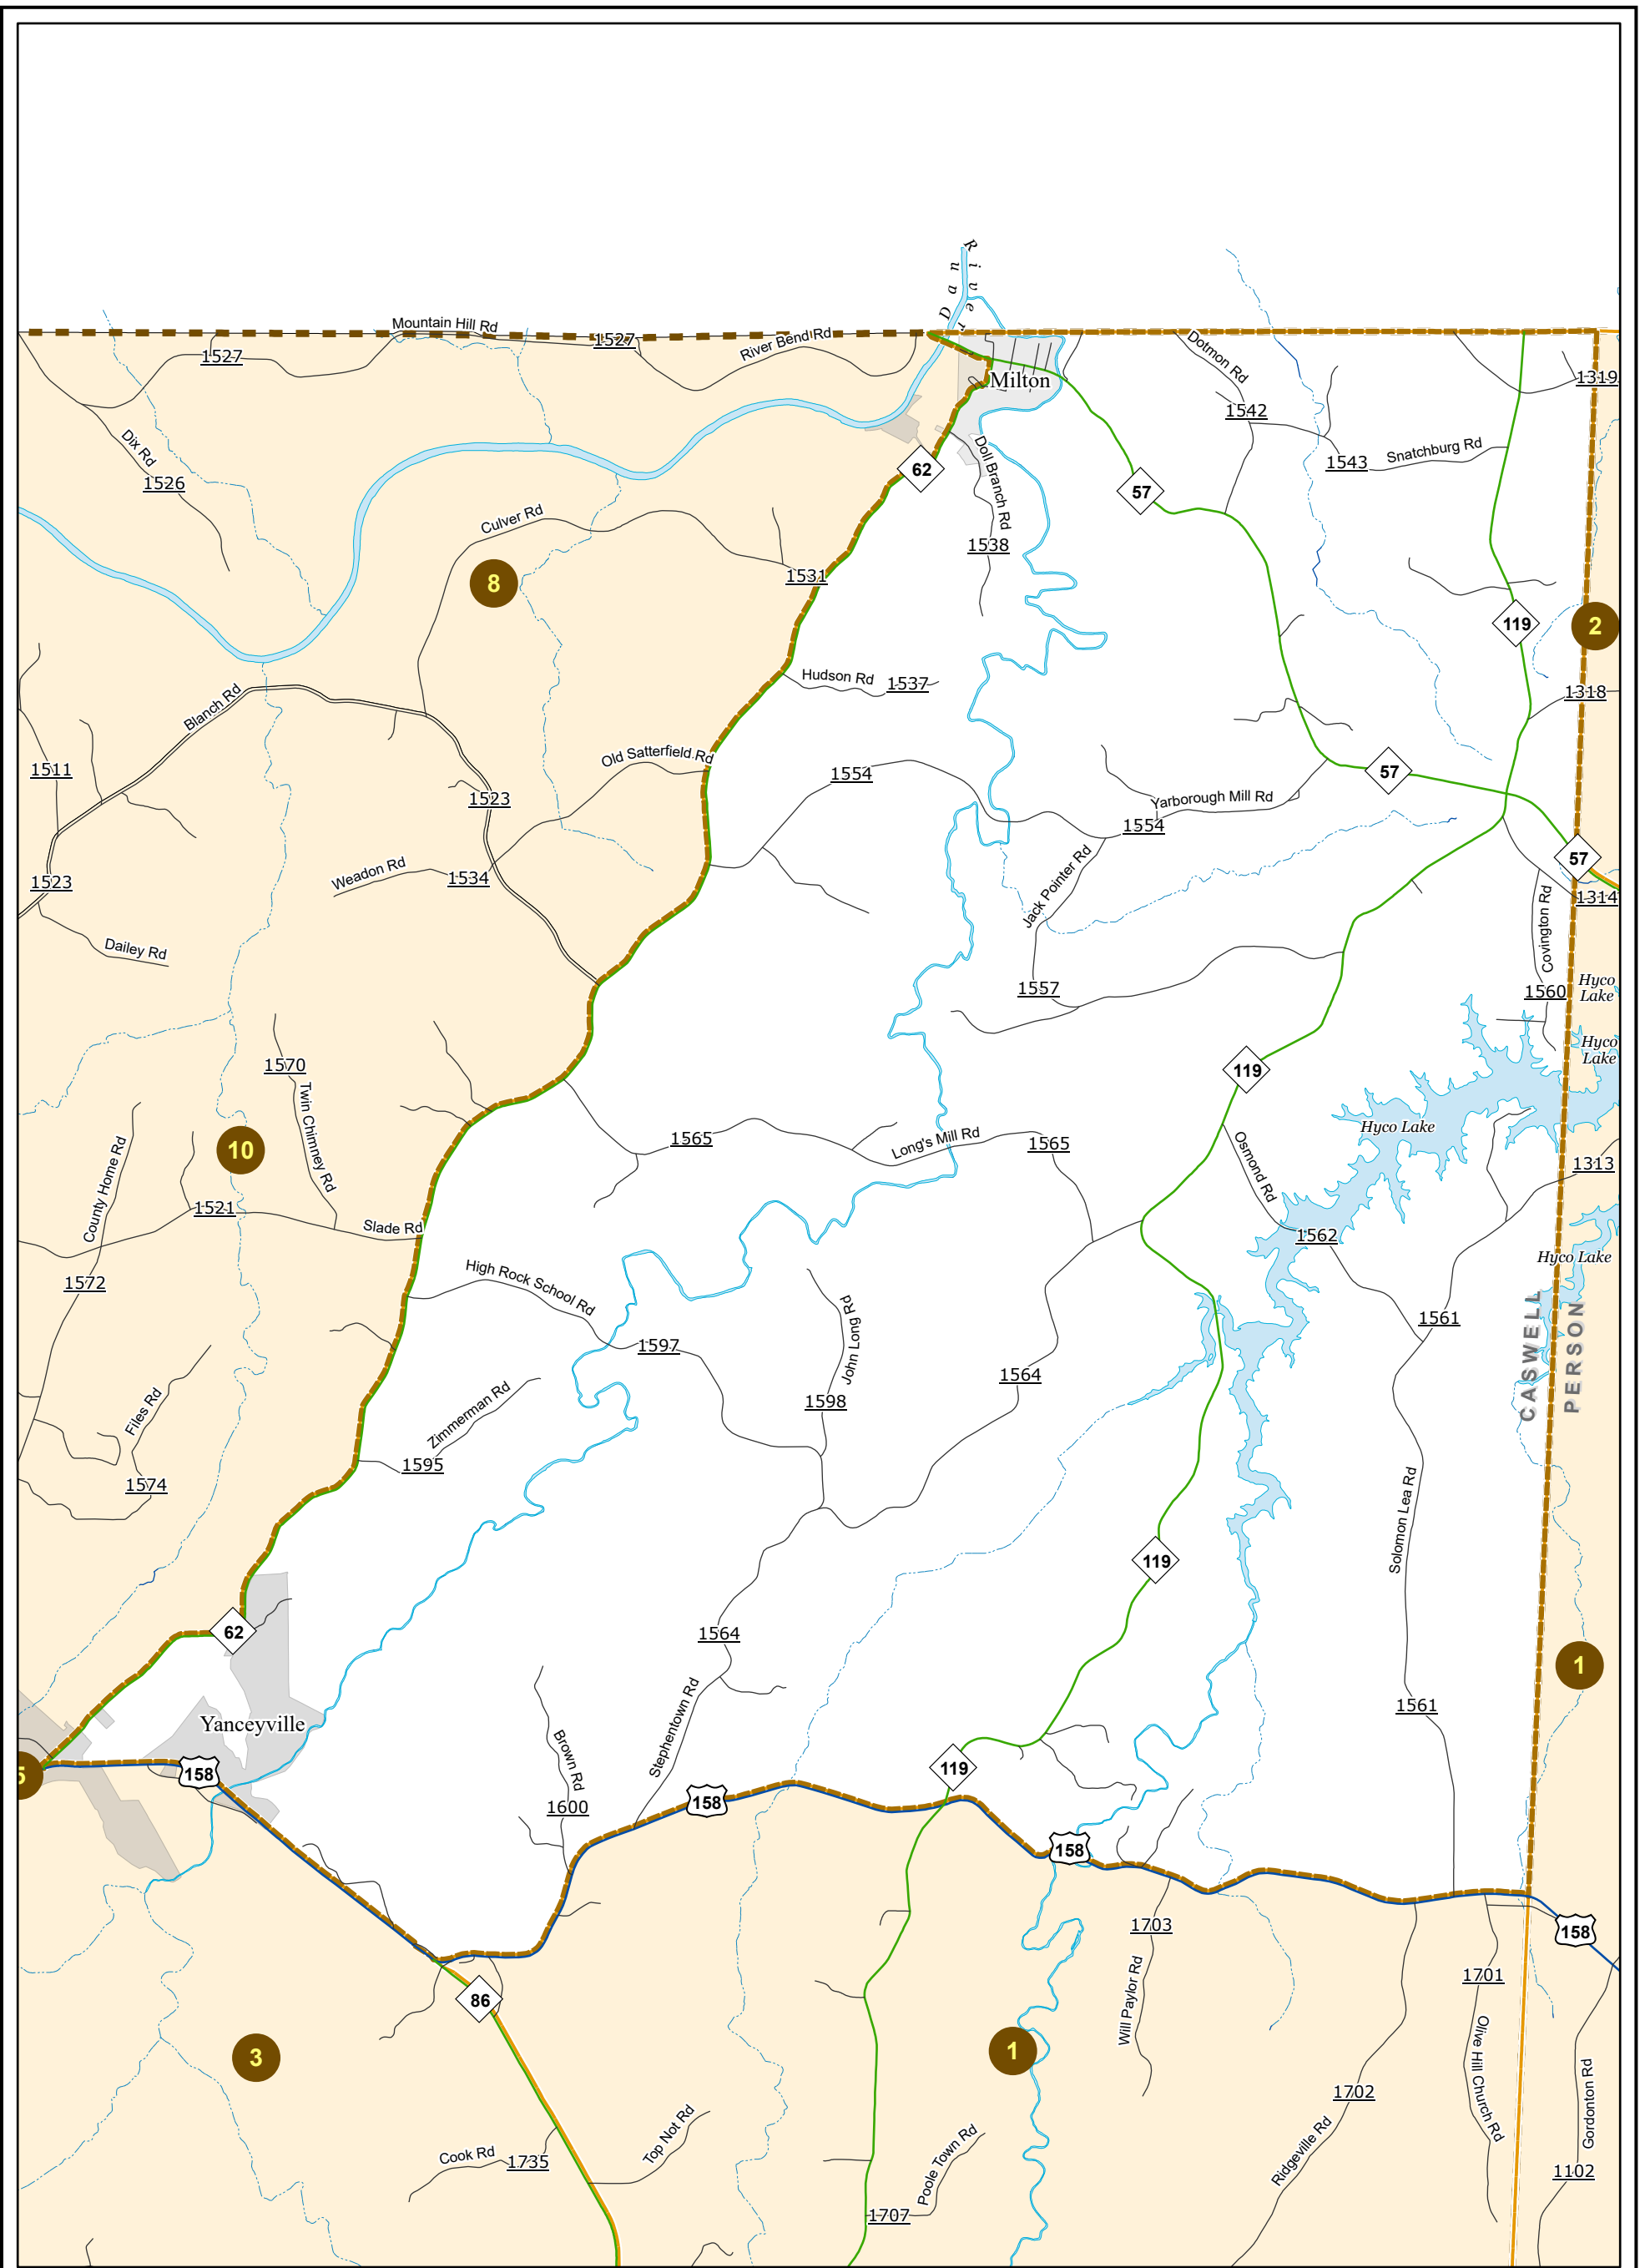 Dan River
Mountain Hill Rd
1527
River Bend Rd
1527
Milton
Dotmon Rd
1319
1542
Dix Rd
1526
62
Doll Branch Rd
57
1543
Snatchburg Rd
Culver Rd
1538
8
1531
119
2
Hudson Rd
1537
1318
Blanch Rd
1511
Old Satterfield Rd
1554
57
1523
Yarborough Mill Rd
1554
57
1523
Weadon Rd
1534
Jack Pointer Rd
1314
Dailey Rd
Covington Rd
1557
1560
Hyco
Lake
Hyco
Lake
1570
Twin Chimney Rd
119
Hyco Lake
10
County Home Rd
1565
Long's Mill Rd
1565
Osmond Rd
1313
1521
Slade Rd
1562
Hyco Lake
1572
High Rock School Rd
1597
John Long Rd
1561
CASWELL
PERSON
1564
1598
Files Rd
Zimmerman Rd
1595
1574
Solomon Lea Rd
119
62
1564
1
Yanceyville
Stephentown Rd
Brown Rd
1561
5
158
119
158
1600
158
1703
158
86
Will Paylor Rd
1701
Olive Hill Church Rd
3
1
1702
Gordonton Rd
Top Not Rd
Cook Rd
1735
Poole Town Rd
Ridgeville Rd
1102
1707